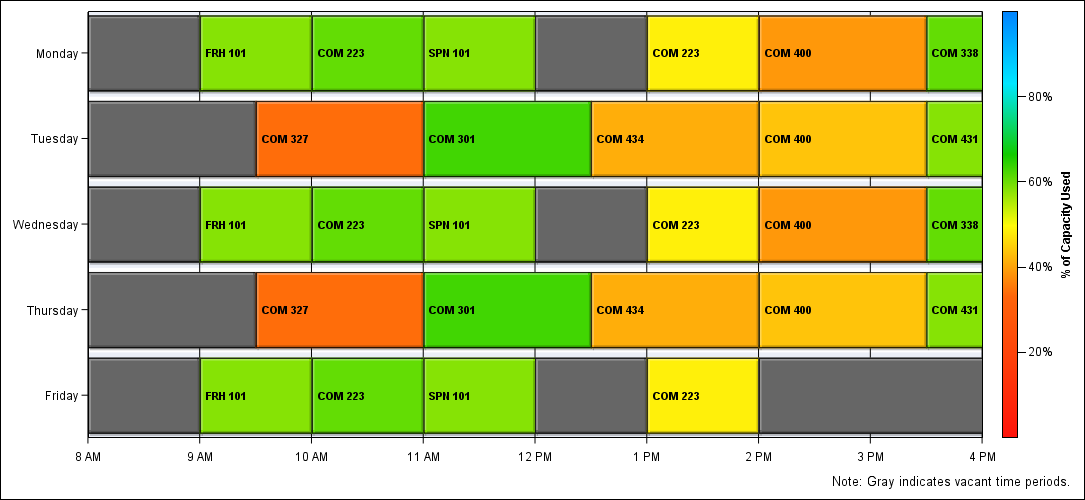 Monday FRH 101 COM 223 SPN 101 COM 223 COM 400 COM 338
80%
Tuesday COM 327 COM 301 COM 434 COM 400 COM 431
60%
Wednesday FRH 101 COM 223 SPN 101 COM 223 COM 400 COM 338
% of Capacity Used
40%
Thursday COM 327 COM 301 COM 434 COM 400 COM 431
20%
Friday FRH 101 COM 223 SPN 101 COM 223
8 AM 9 AM 10 AM 11 AM 12 PM 1 PM 2 PM 3 PM 4 PM
Note: Gray indicates vacant time periods.